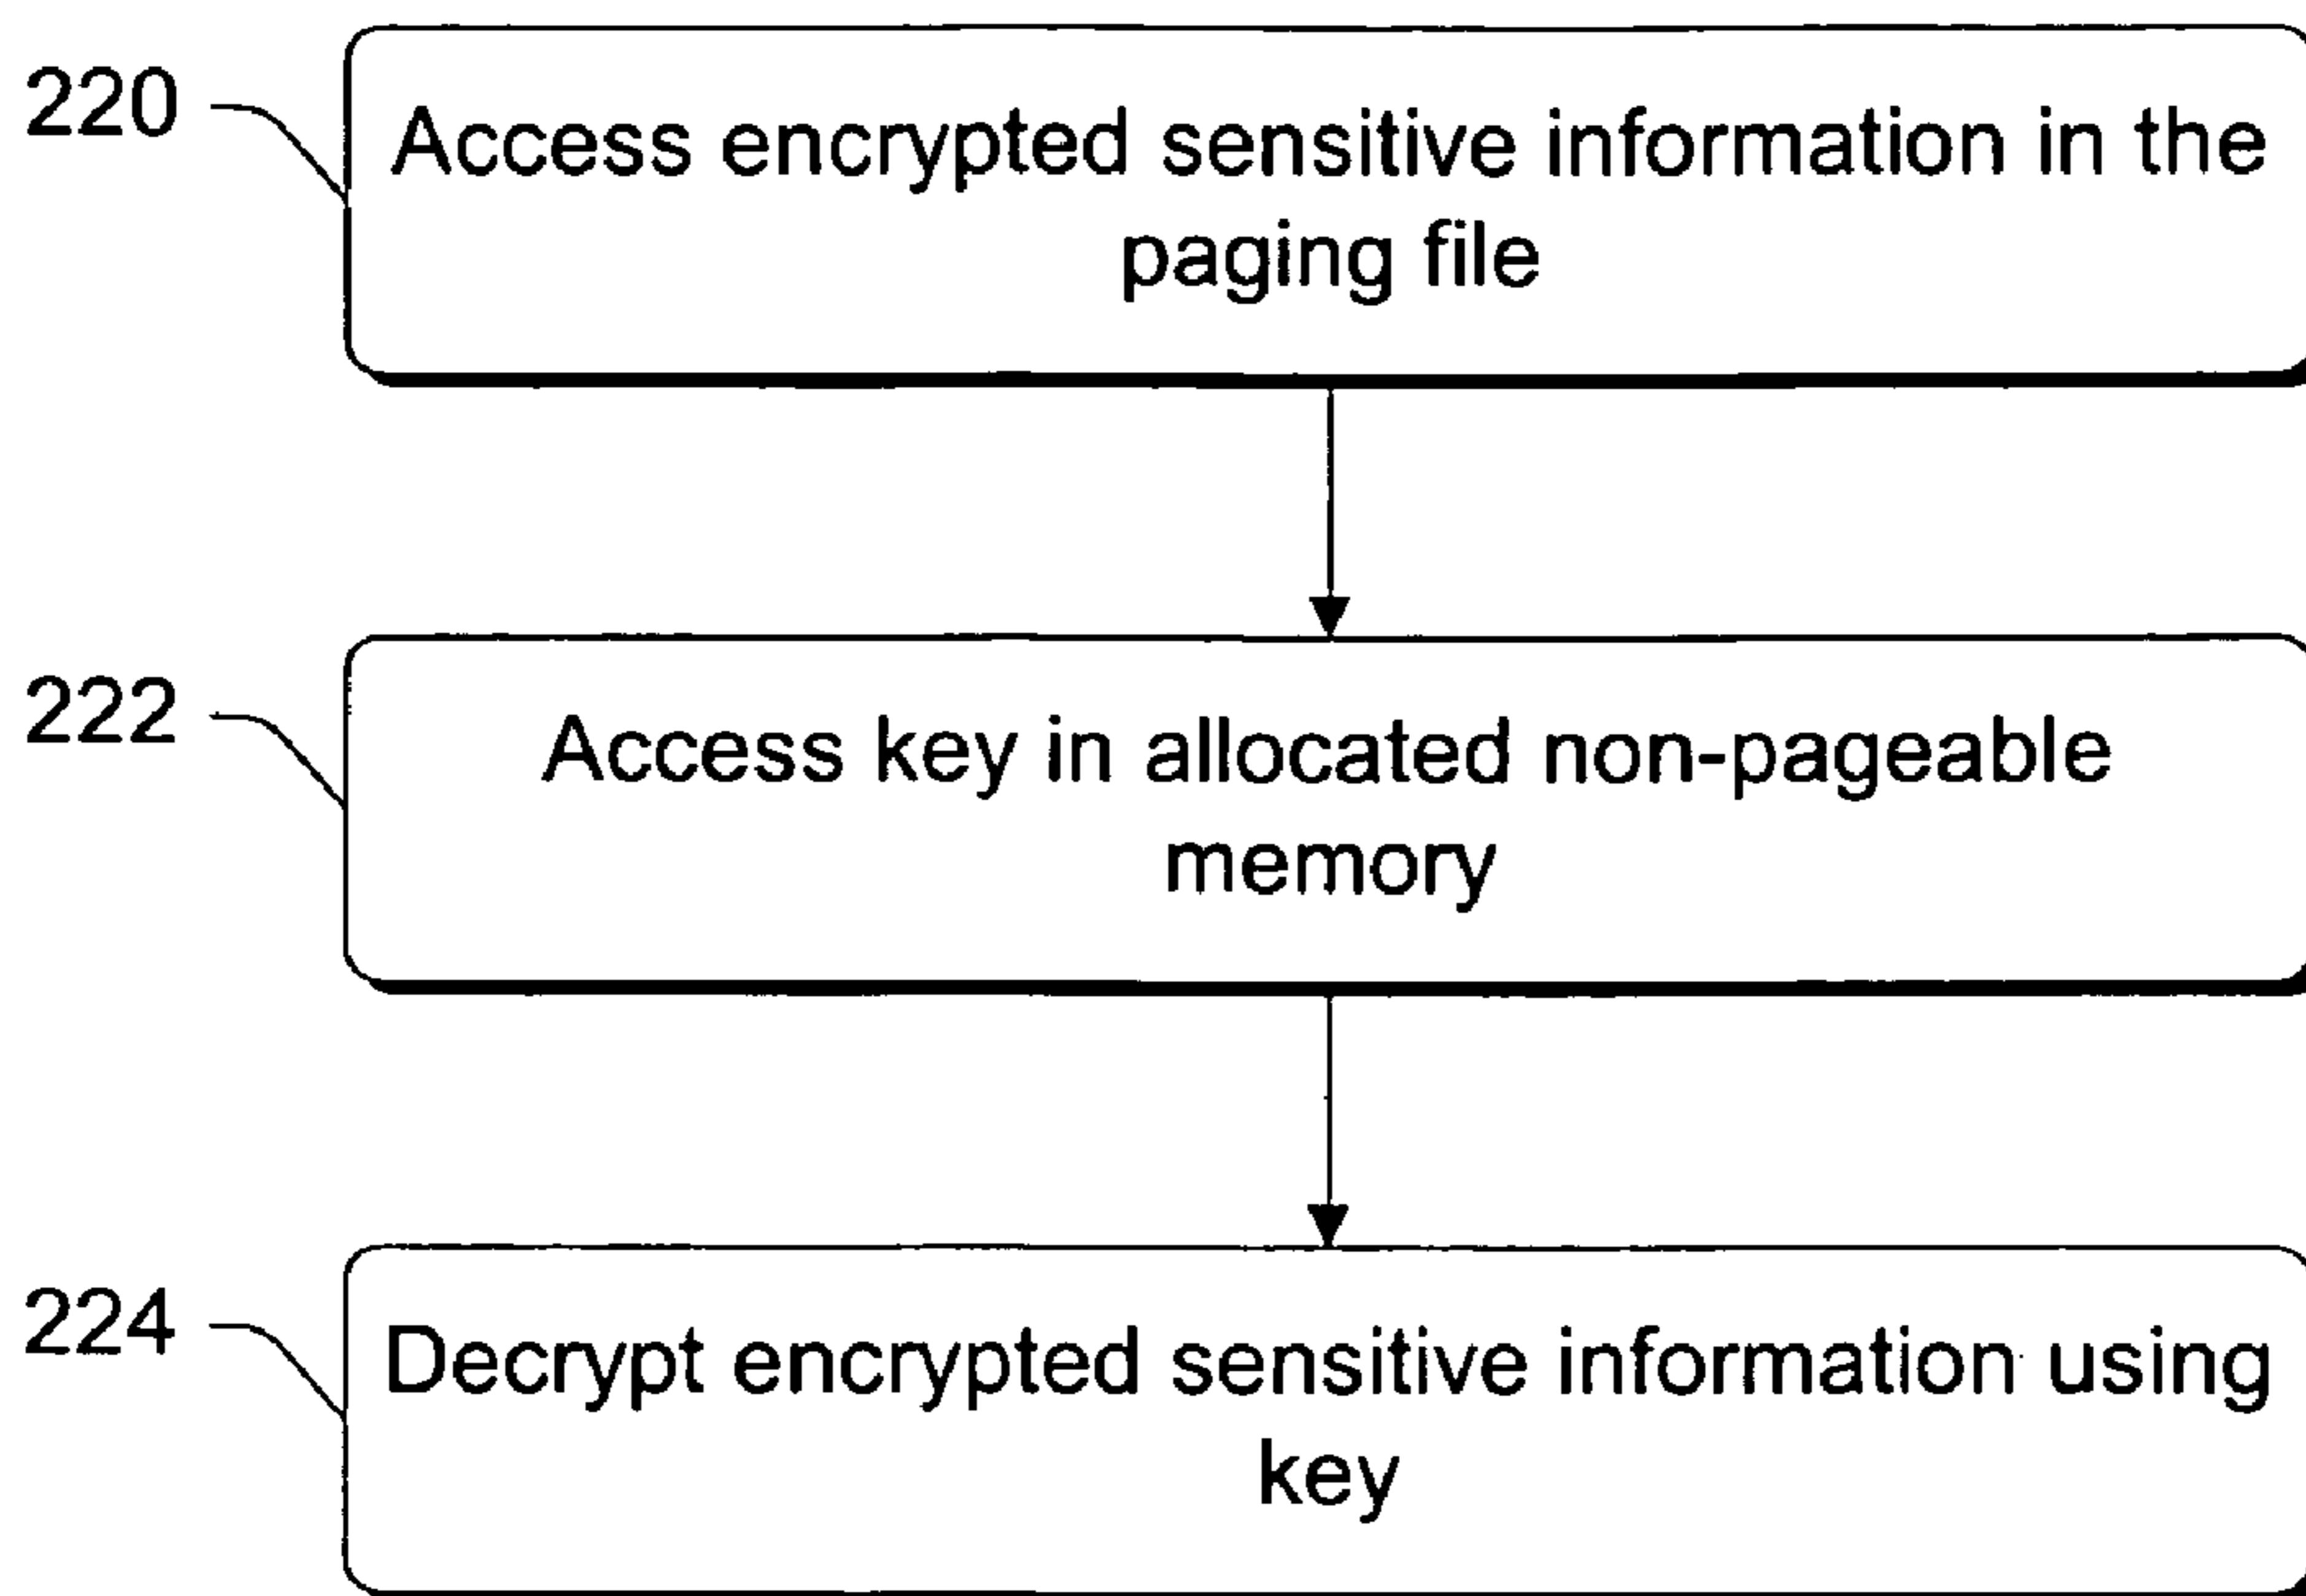 220
Access encrypted sensitive information in the
paging file
222
Access key in allocated non-pageable
memory
224
Decrypt encrypted sensitive information using
key